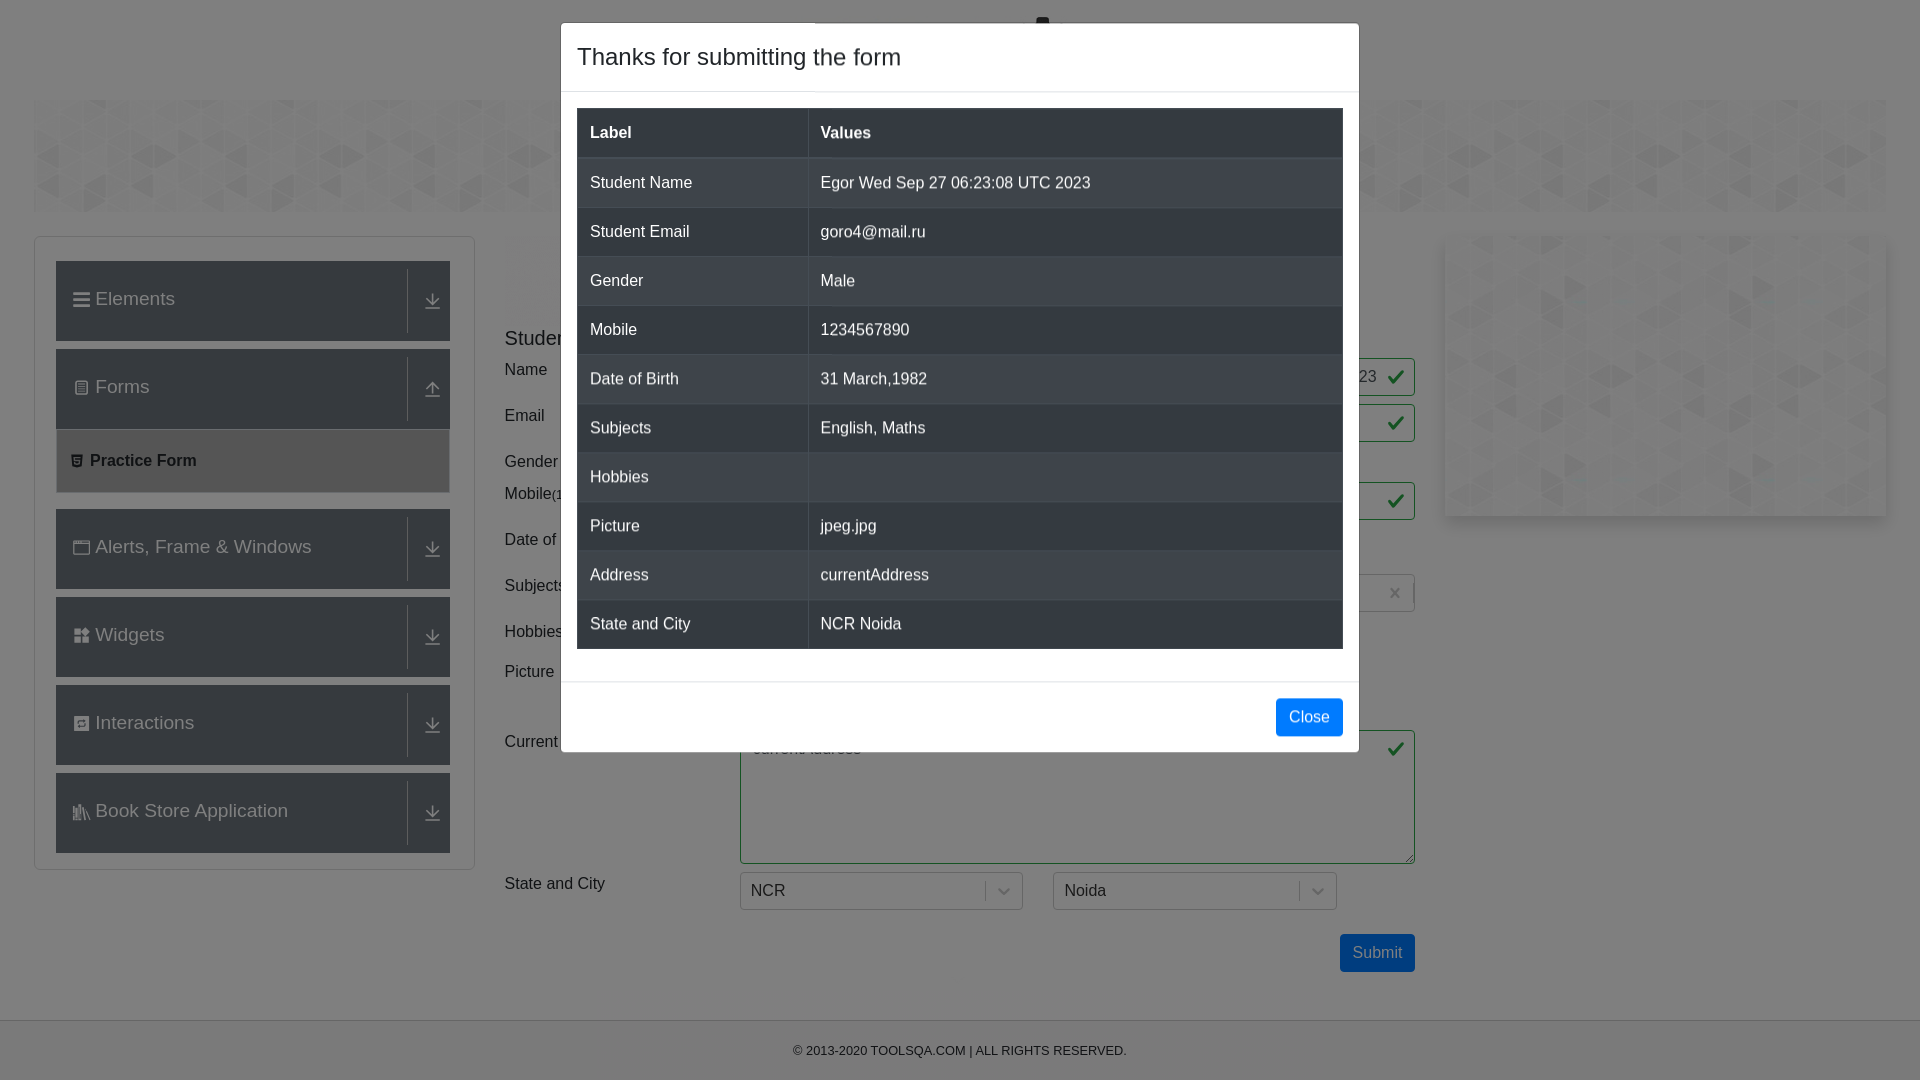 Thanks for submitting the form
Label Values
Student Name Egor Wed Sep 27 06:23:08 UTC 2023
Student Email goro4@mail.ru
Gender Male
Mobile 1234567890
Date of Birth 31 March,1982
Subjects English, Maths
Hobbies
Picture jpeg.jpg
Address currentAddress
State and City NCR Noida
Close
Elements
Forms
Practice Form
Alerts, Frame & Windows
Widgets
Interactions
Book Store Application
Name 23
Email
Gender
Mobile
Date of
Subjects
Hobbies
Picture
Current
State and City NCR Noida
Submit
© 2013-2020 TOOLSQA.COM | ALL RIGHTS RESERVED.